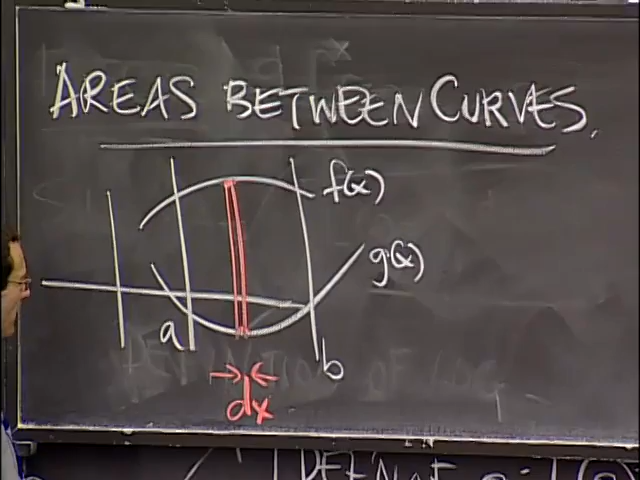 AREAS BETWEEN CURVES.
f(x)
g(x)
a
b
dx